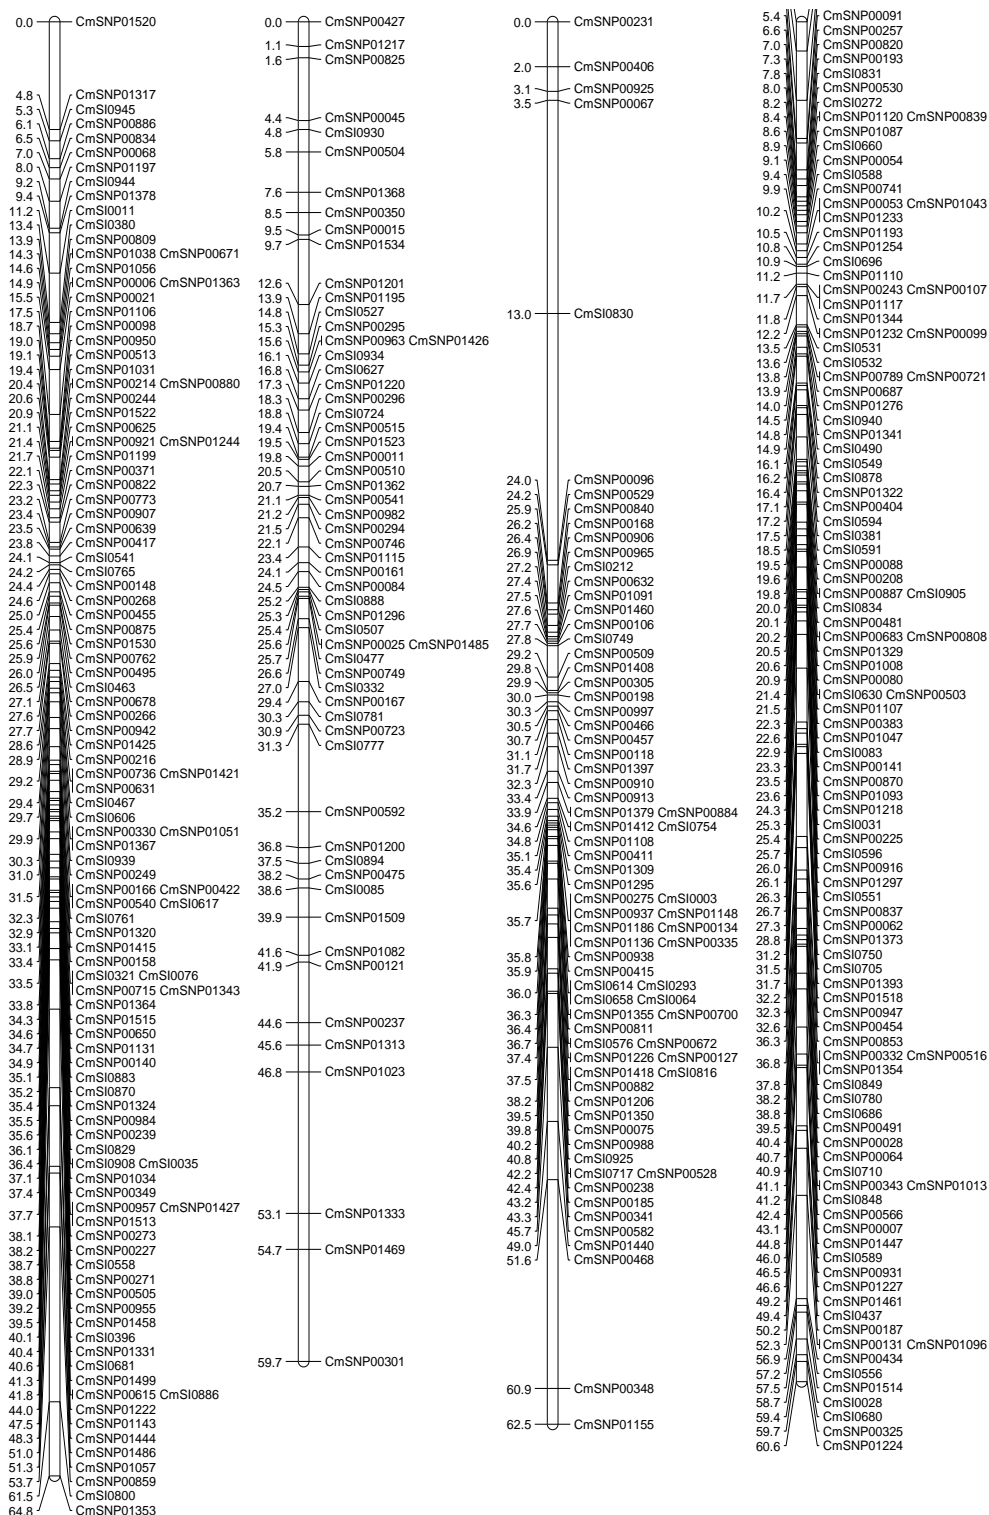 0.0 CmSNP01520
4.8 CmSNP01317
5.3 CmSI0945
6.1 CmSNP00886
6.5 CmSNP00834
7.0 CmSNP00068
8.0 CmSNP01197
9.2 CmSI0944
9.4 CmSNP01378
11.2 CmSI0011
13.4 CmSI0380
13.9 CmSNP00809
14.3 CmSNP01038 CmSNP00671
14.6 CmSNP01056
14.9 CmSNP00006 CmSNP01363
15.5 CmSNP00021
17.5 CmSNP01106
18.7 CmSNP00098
19.0 CmSNP00950
19.1 CmSNP00513
19.4 CmSNP01031
20.4 CmSNP00214 CmSNP00880
20.6 CmSNP00244
20.9 CmSNP01522
21.1 CmSNP00625
21.4 CmSNP00921 CmSNP01244
21.7 CmSNP01199
22.1 CmSNP00371
22.3 CmSNP00822
23.2 CmSNP00773
23.4 CmSNP00907
23.5 CmSNP00639
23.8 CmSNP00417
24.1 CmSI0541
24.2 CmSI0765
24.4 CmSNP00148
24.6 CmSNP00268
25.0 CmSNP00455
25.4 CmSNP00875
25.6 CmSNP01530
25.9 CmSNP00762
26.0 CmSNP00495
26.5 CmSI0463
27.1 CmSNP00678
27.6 CmSNP00266
27.7 CmSNP00942
28.6 CmSNP01425
28.9 CmSNP00216
29.2 CmSNP00736 CmSNP01421
CmSNP00631
29.4 CmSI0467
29.7 CmSI0606
29.9 CmSNP00330 CmSNP01051
CmSNP01367
30.3 CmSI0939
31.0 CmSNP00249
31.5 CmSNP00166 CmSNP00422
CmSNP00540 CmSI0617
32.3 CmSI0761
32.9 CmSNP01320
33.1 CmSNP01415
33.4 CmSNP00158
33.5 CmSI0321 CmSI0076
CmSNP00715 CmSNP01343
33.8 CmSNP01364
34.3 CmSNP01515
34.6 CmSNP00650
34.7 CmSNP01131
34.9 CmSNP00140
35.1 CmSI0883
35.2 CmSI0870
35.4 CmSNP01324
35.5 CmSNP00984
35.6 CmSNP00239
36.1 CmSI0829
36.4 CmSI0908 CmSI0035
37.1 CmSNP01034
37.4 CmSNP00349
37.7 CmSNP00957 CmSNP01427
CmSNP01513
38.1 CmSNP00273
38.2 CmSNP00227
38.7 CmSI0558
38.8 CmSNP00271
39.0 CmSNP00505
39.2 CmSNP00955
39.5 CmSNP01458
40.1 CmSI0396
40.4 CmSNP01331
40.6 CmSI0681
41.3 CmSNP01499
41.8 CmSNP00615 CmSI0886
44.0 CmSNP01222
47.5 CmSNP01143
48.3 CmSNP01444
51.0 CmSNP01486
51.3 CmSNP01057
53.7 CmSNP00859
61.5 CmSI0800
64.8 CmSNP01353
0.0 CmSNP00427
1.1 CmSNP01217
1.6 CmSNP00825
4.4 CmSNP00045
4.8 CmSI0930
5.8 CmSNP00504
7.6 CmSNP01368
8.5 CmSNP00350
9.5 CmSNP00015
9.7 CmSNP01534
12.6 CmSNP01201
13.9 CmSNP01195
14.8 CmSI0527
15.3 CmSNP00295
15.6 CmSNP00963 CmSNP01426
16.1 CmSI0934
16.8 CmSI0627
17.3 CmSNP01220
18.3 CmSNP00296
18.8 CmSI0724
19.4 CmSNP00515
19.5 CmSNP01523
19.8 CmSNP00011
20.5 CmSNP00510
20.7 CmSNP01362
21.1 CmSNP00541
21.2 CmSNP00982
21.5 CmSNP00294
22.1 CmSNP00746
23.4 CmSNP01115
24.1 CmSNP00161
24.5 CmSNP00084
25.2 CmSI0888
25.3 CmSNP01296
25.4 CmSI0507
25.6 CmSNP00025 CmSNP01485
25.7 CmSI0477
26.6 CmSNP00749
27.0 CmSI0332
29.4 CmSNP00167
30.3 CmSI0781
30.9 CmSNP00723
31.3 CmSI0777
35.2 CmSNP00592
36.8 CmSNP01200
37.5 CmSI0894
38.2 CmSNP00475
38.6 CmSI0085
39.9 CmSNP01509
41.6 CmSNP01082
41.9 CmSNP00121
44.6 CmSNP00237
45.6 CmSNP01313
46.8 CmSNP01023
53.1 CmSNP01333
54.7 CmSNP01469
59.7 CmSNP00301
0.0 CmSNP00231
2.0 CmSNP00406
3.1 CmSNP00925
3.5 CmSNP00067
13.0 CmSI0830
24.0 CmSNP00096
24.2 CmSNP00529
25.9 CmSNP00840
26.2 CmSNP00168
26.4 CmSNP00906
26.9 CmSNP00965
27.2 CmSI0212
27.4 CmSNP00632
27.5 CmSNP01091
27.6 CmSNP01460
27.7 CmSNP00106
27.8 CmSI0749
29.2 CmSNP00509
29.8 CmSNP01408
29.9 CmSNP00305
30.0 CmSNP00198
30.3 CmSNP00997
30.5 CmSNP00466
30.7 CmSNP00457
31.1 CmSNP00118
31.7 CmSNP01397
32.3 CmSNP00910
33.4 CmSNP00913
33.9 CmSNP01379 CmSNP00884
34.6 CmSNP01412 CmSI0754
34.8 CmSNP01108
35.1 CmSNP00411
35.4 CmSNP01309
35.6 CmSNP01295
CmSNP00275 CmSI0003
35.7 CmSNP00937 CmSNP01148
CmSNP01186 CmSNP00134
CmSNP01136 CmSNP00335
35.8 CmSNP00938
35.9 CmSNP00415
36.0 CmSI0614 CmSI0293
CmSI0658 CmSI0064
36.3 CmSNP01355 CmSNP00700
36.4 CmSNP00811
36.7 CmSI0576 CmSNP00672
37.4 CmSNP01226 CmSNP00127
37.5 CmSNP01418 CmSI0816
CmSNP00882
38.2 CmSNP01206
39.5 CmSNP01350
39.8 CmSNP00075
40.2 CmSNP00988
40.8 CmSI0925
42.2 CmSI0717 CmSNP00528
42.4 CmSNP00238
43.2 CmSNP00185
43.3 CmSNP00341
45.7 CmSNP00582
49.0 CmSNP01440
51.6 CmSNP00468
60.9 CmSNP00348
62.5 CmSNP01155
5.4 CmSNP00091
6.6 CmSNP00257
7.0 CmSNP00820
7.3 CmSNP00193
7.8 CmSI0831
8.0 CmSNP00530
8.2 CmSI0272
8.4 CmSNP01120 CmSNP00839
8.6 CmSNP01087
8.9 CmSI0660
9.1 CmSNP00054
9.4 CmSI0588
9.9 CmSNP00741
10.2 CmSNP00053 CmSNP01043
CmSNP01233
10.5 CmSNP01193
10.8 CmSNP01254
10.9 CmSI0696
11.2 CmSNP01110
11.7 CmSNP00243 CmSNP00107
CmSNP01117
11.8 CmSNP01344
12.2 CmSNP01232 CmSNP00099
13.5 CmSI0531
13.6 CmSI0532
13.8 CmSNP00789 CmSNP00721
13.9 CmSNP00687
14.0 CmSNP01276
14.5 CmSI0940
14.8 CmSNP01341
14.9 CmSI0490
16.1 CmSI0549
16.2 CmSI0878
16.4 CmSNP01322
17.1 CmSNP00404
17.2 CmSI0594
17.5 CmSI0381
18.5 CmSI0591
19.5 CmSNP00088
19.6 CmSNP00208
19.8 CmSNP00887 CmSI0905
20.0 CmSI0834
20.1 CmSNP00481
20.2 CmSNP00683 CmSNP00808
20.5 CmSNP01329
20.6 CmSNP01008
20.9 CmSNP00080
21.4 CmSI0630 CmSNP00503
21.5 CmSNP01107
22.3 CmSNP00383
22.6 CmSNP01047
22.9 CmSI0083
23.3 CmSNP00141
23.5 CmSNP00870
23.6 CmSNP01093
24.3 CmSNP01218
25.3 CmSI0031
25.4 CmSNP00225
25.7 CmSI0596
26.0 CmSNP00916
26.1 CmSNP01297
26.3 CmSI0551
26.7 CmSNP00837
27.3 CmSNP00062
28.8 CmSNP01373
31.2 CmSI0750
31.5 CmSI0705
31.7 CmSNP01393
32.2 CmSNP01518
32.3 CmSNP00947
32.6 CmSNP00454
36.3 CmSNP00853
36.8 CmSNP00332 CmSNP00516
CmSNP01354
37.8 CmSI0849
38.2 CmSI0780
38.8 CmSI0686
39.5 CmSNP00491
40.4 CmSNP00028
40.7 CmSNP00064
40.9 CmSI0710
41.1 CmSNP00343 CmSNP01013
41.2 CmSI0848
42.4 CmSNP00566
43.1 CmSNP00007
44.8 CmSNP01447
46.0 CmSI0589
46.5 CmSNP00931
46.6 CmSNP01227
49.2 CmSNP01461
49.4 CmSI0437
50.2 CmSNP00187
52.3 CmSNP00131 CmSNP01096
56.9 CmSNP00434
57.2 CmSI0556
57.5 CmSNP01514
58.7 CmSI0028
59.4 CmSI0680
59.7 CmSNP00325
60.6 CmSNP01224